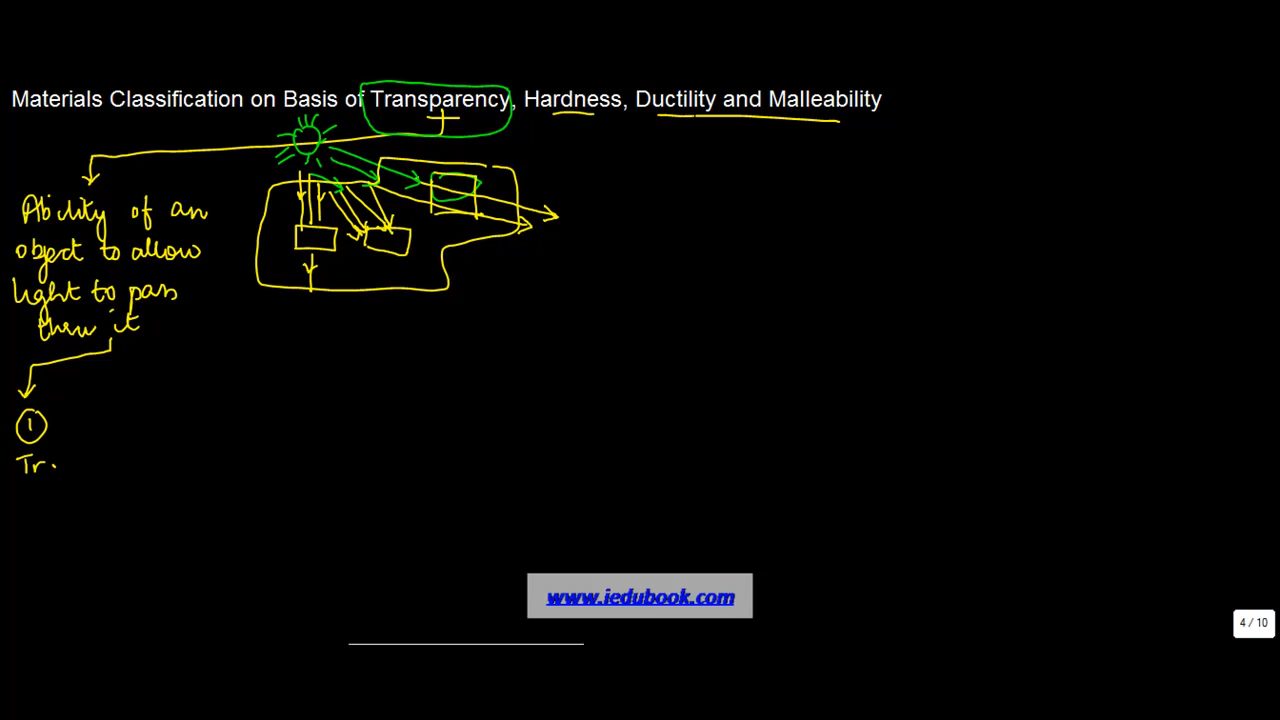 Materials Classification on Basis of Transparency, Hardness, Ductility and Malleability
Ability of an
object to allow
light to pass
thru it
1
Tr.
www.iedubook.com
4 / 10